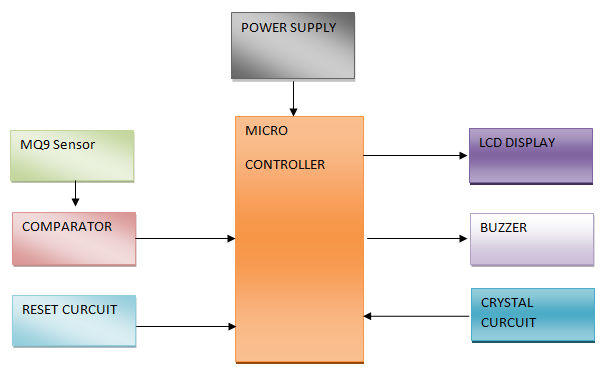 POWER SUPPLY
MQ9 Sensor
MICRO
CONTROLLER
LCD DISPLAY
COMPARATOR
BUZZER
RESET CURCUIT
CRYSTAL
CURCUIT